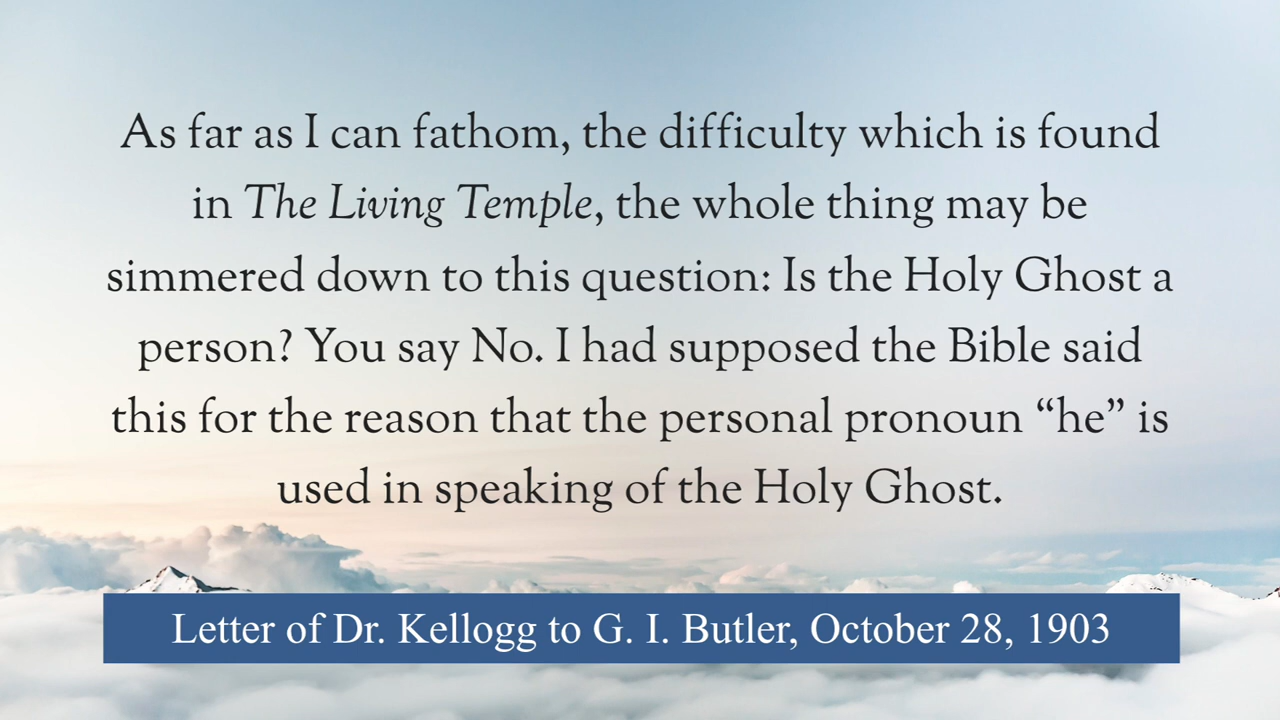 As far as I can fathom, the difficulty which is found
in The Living Temple, the whole thing may be
simmered down to this question: Is the Holy Ghost a
person? You say No. I had supposed the Bible said
this for the reason that the personal pronoun “he” is
used in speaking of the Holy Ghost.
Letter of Dr. Kellogg to G. I. Butler, October 28, 1903